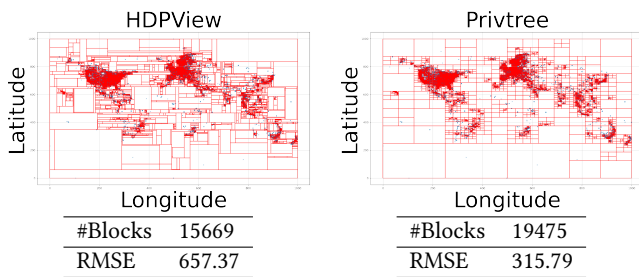 HDPView
Privtree
Latitude
Longitude
Latitude
Longitude
#Blocks 15669
RMSE 657.37
#Blocks 19475
RMSE 315.79